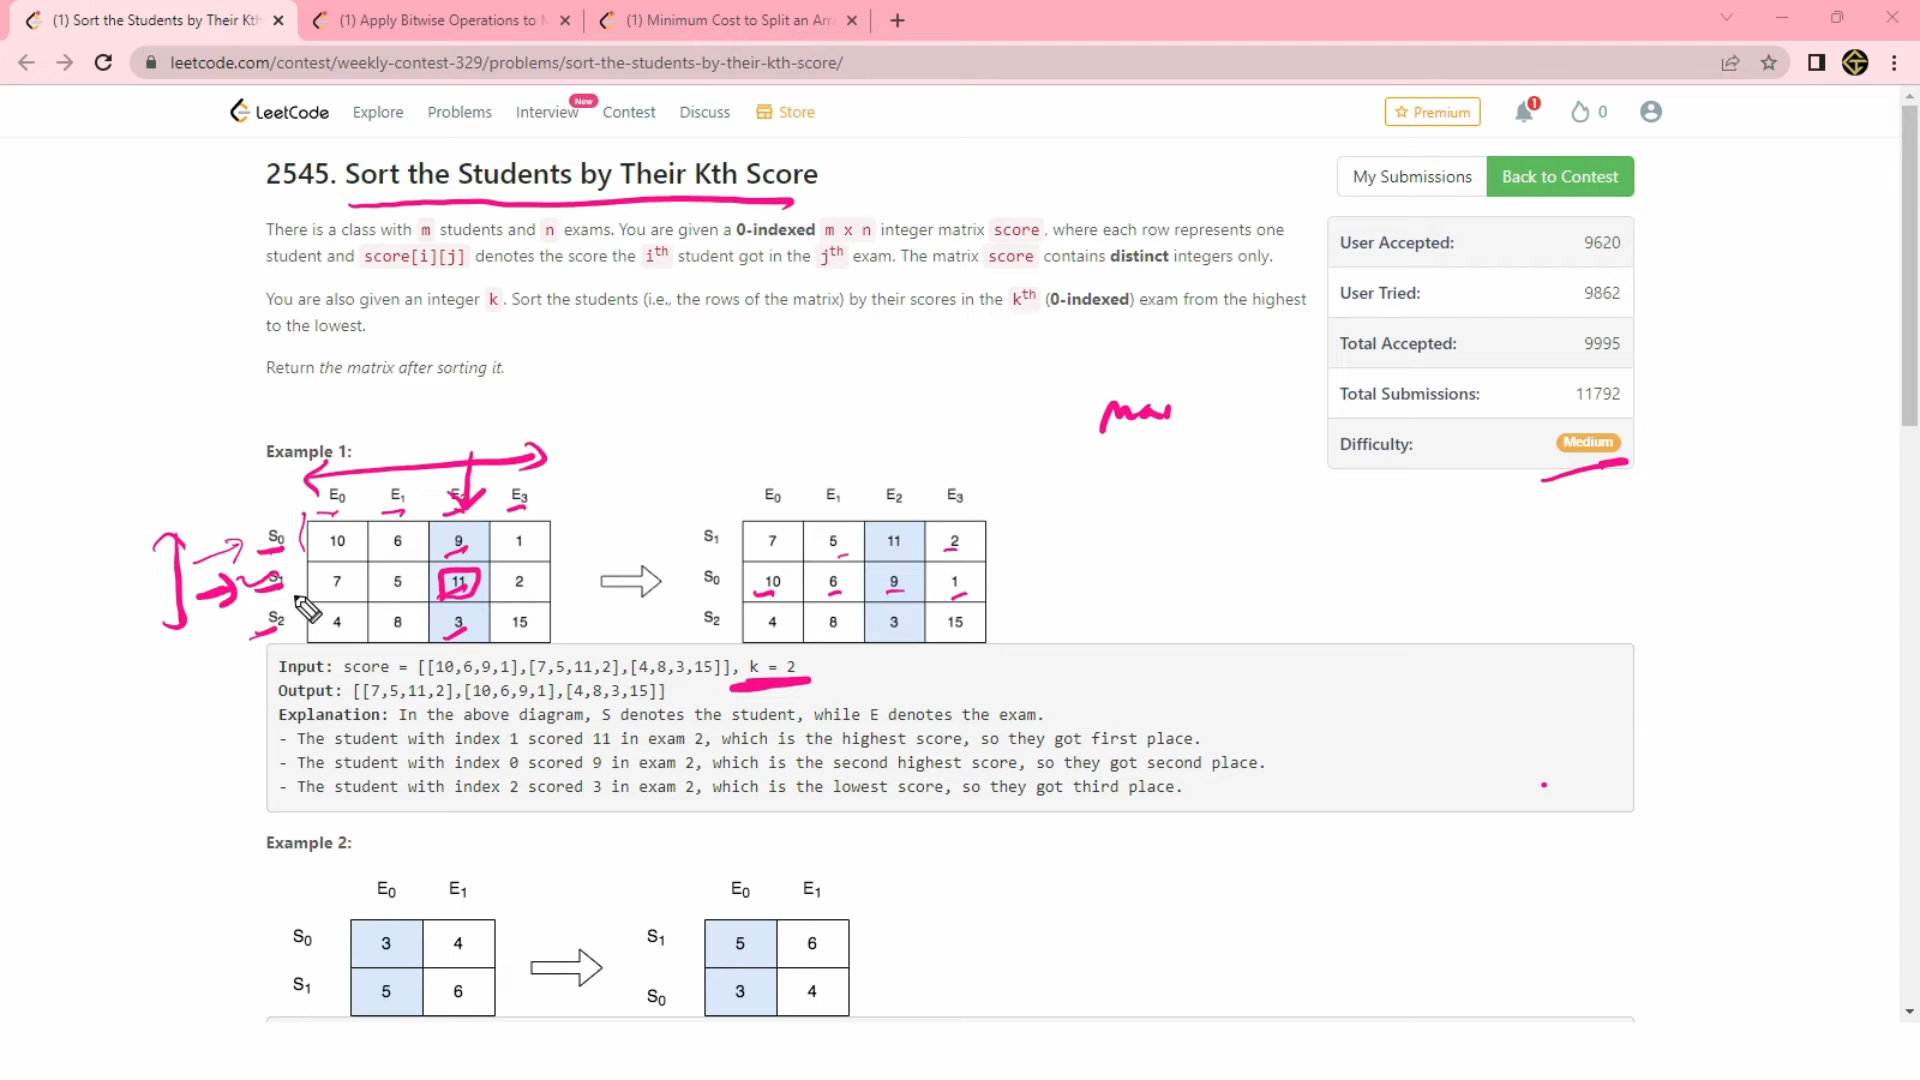 (1) Sort the Students by Their Kth
(1) Apply Bitwise Operations to M
(1) Minimum Cost to Split an Arra
leetcode.com/contest/weekly-contest-329/problems/sort-the-students-by-their-kth-score/
LeetCode Explore Problems Interview New Contest Discuss Store Premium 1 0
2545. Sort the Students by Their Kth Score
My Submissions Back to Contest
There is a class with m students and n exams. You are given a 0-indexed m x n integer matrix score, where each row represents one
student and score[i][j] denotes the score the ith student got in the jth exam. The matrix score contains distinct integers only.
You are also given an integer k. Sort the students (i.e., the rows of the matrix) by their scores in the kth (0-indexed) exam from the highest
to the lowest.
Return the matrix after sorting it.
User Accepted: 9620
User Tried: 9862
Total Accepted: 9995
Total Submissions: 11792
Difficulty: Medium
Example 1:
E0 E1 E2 E3
S0 10 6 9 1
S1 7 5 11 2
S2 4 8 3 15
E0 E1 E2 E3
S1 7 5 11 2
S0 10 6 9 1
S2 4 8 3 15
Input: score = [[10,6,9,1],[7,5,11,2],[4,8,3,15]], k = 2
Output: [[7,5,11,2],[10,6,9,1],[4,8,3,15]]
Explanation: In the above diagram, S denotes the student, while E denotes the exam.
- The student with index 1 scored 11 in exam 2, which is the highest score, so they got first place.
- The student with index 0 scored 9 in exam 2, which is the second highest score, so they got second place.
- The student with index 2 scored 3 in exam 2, which is the lowest score, so they got third place.
Example 2:
E0 E1
S0 3 4
S1 5 6
E0 E1
S1 5 6
S0 3 4